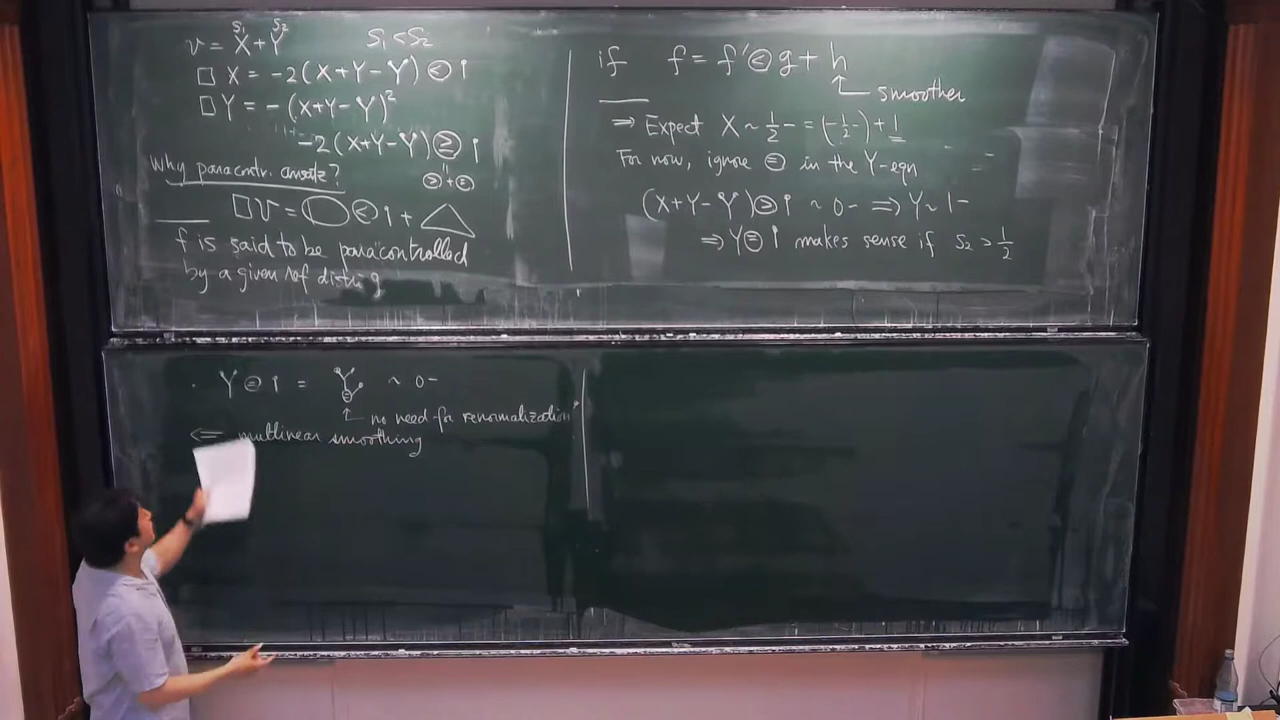 v = X + Y   S₁ < S₂
S₁ S₂
□ X = -2(X+Y-Y) ⧀ !
□ Y = -(X+Y-Y)²
-2(X+Y-Y) ⊜ !
Why paracontr. ansatz?
□ v = ◯ ⧀ ! + △
f is said to be "paracontrolled
by a given ref distr g
if f = f' ⧀ g + h
smoother
⇒ Expect X ~ ½- = (-½-) + 1
For now, ignore ⊜ in the Y-eqn
(X+Y-Y) ⧁ ! ~ 0- ⇒ Y ~ 1-
⇒ Y ⊜ ! makes sense if S₂ > ½
· Y ⊜ ! = ~ 0-
no need for renormalization
⇐ multilinear smoothing